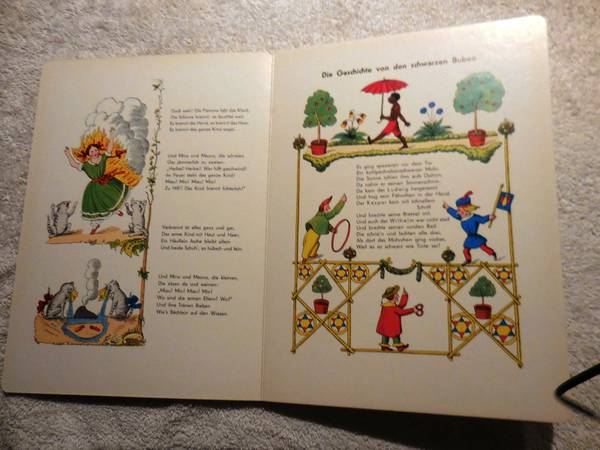 Doch weh! Die Flamme faßt das Kleid,
Die Schürze brennt; es leuchtet weit.
Es brennt die Hand, es brennt das Haar,
Es brennt das ganze Kind sogar.
Und Minz und Maunz, die schreien
Gar jämmerlich zu zweien:
„Herbei! Herbei! Wer hilft geschwind?
Im Feuer steht das ganze Kind!
Miau! Mio! Miau! Mio!
Zu Hilf'! Das Kind brennt lichterloh!“
Verbrannt ist alles ganz und gar,
Das arme Kind mit Haut und Haar;
Ein Häuflein Asche bleibt allein
Und beide Schuh', so hübsch und fein.
Und Minz und Maunz, die kleinen,
Die sitzen da und weinen:
„Miau! Mio! Miau! Mio!
Wo sind die armen Eltern? Wo?“
Und ihre Tränen fließen
Wie's Bächlein auf den Wiesen.
Die Geschichte von den schwarzen Buben
Es ging spazieren vor dem Tor
Ein kohlpechrabenschwarzer Mohr.
Die Sonne schien ihm aufs Gehirn,
Da nahm er seinen Sonnenschirm.
Da kam der Ludwig hergerannt
Und trug sein Fähnchen in der Hand.
Der Kaspar kam mit schnellem
Schritt
Und brachte seine Bretzel mit.
Und auch der Wilhelm war nicht steif
Und brachte seinen runden Reif.
Die schrie'n und lachten alle drei,
Als dort das Mohrchen ging vorbei,
Weil es so schwarz wie Tinte sei!